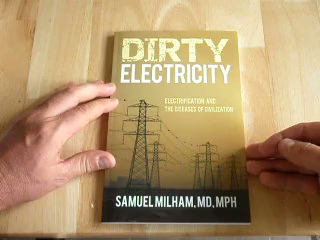 DIRTY
ELECTRICITY
ELECTRIFICATION AND
THE DISEASES OF CIVILIZATION
SAMUEL MILHAM, MD, MPH